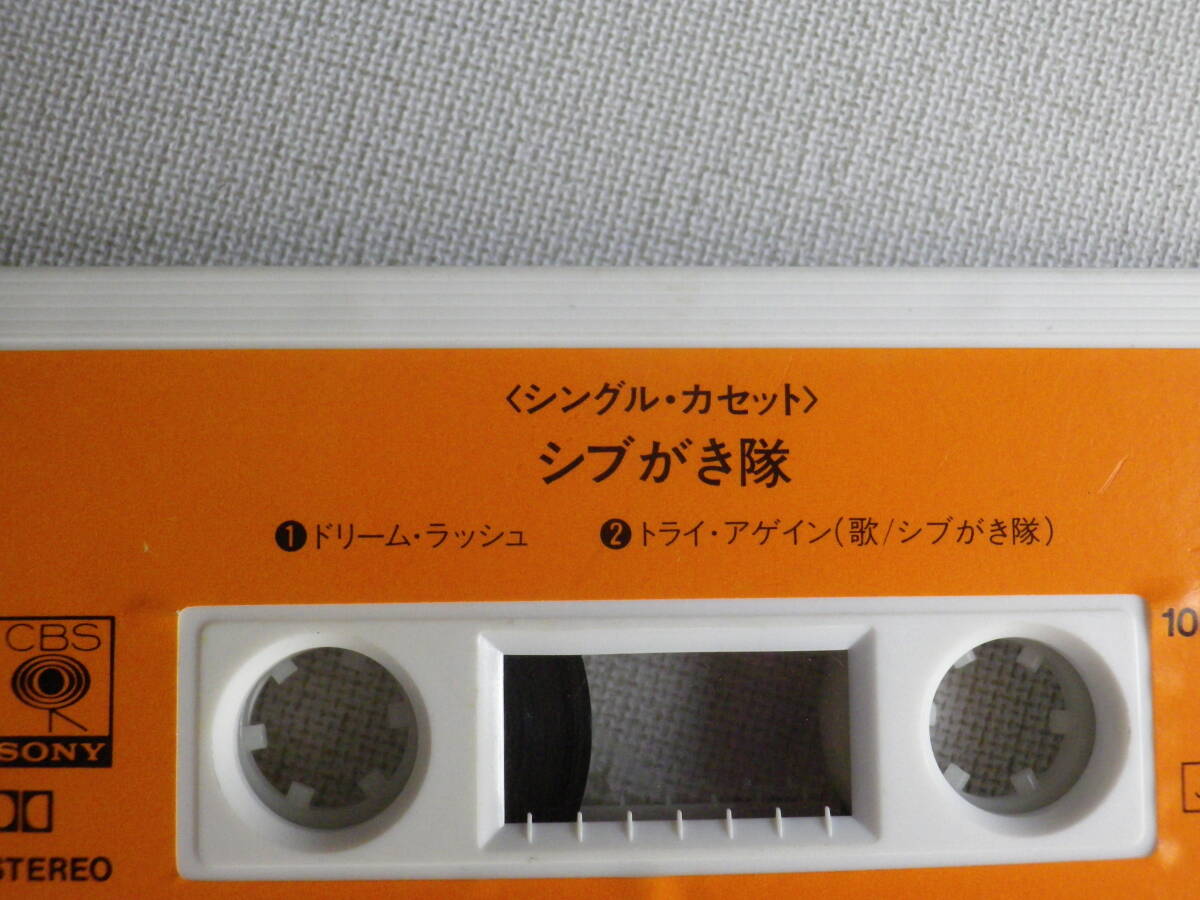 〈シングル・カセット〉
シブがき隊
❶ドリーム・ラッシュ ❷トライ・アゲイン(歌/シブがき隊)
CBS
SONY
STEREO
10